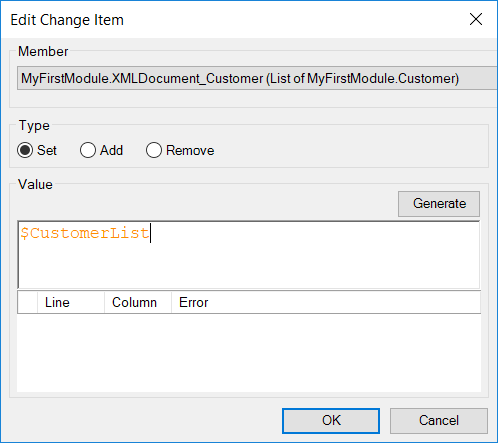 Edit Change Item
Member
MyFirstModule.XMLDocument_Customer (List of MyFirstModule.Customer)
Type
Set Add Remove
Value
Generate
$CustomerList
Line Column Error
OK Cancel